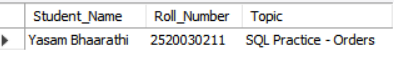 Student_Name Roll_Number Topic
Yasam Bhaarathi 2520030211 SQL Practice - Orders